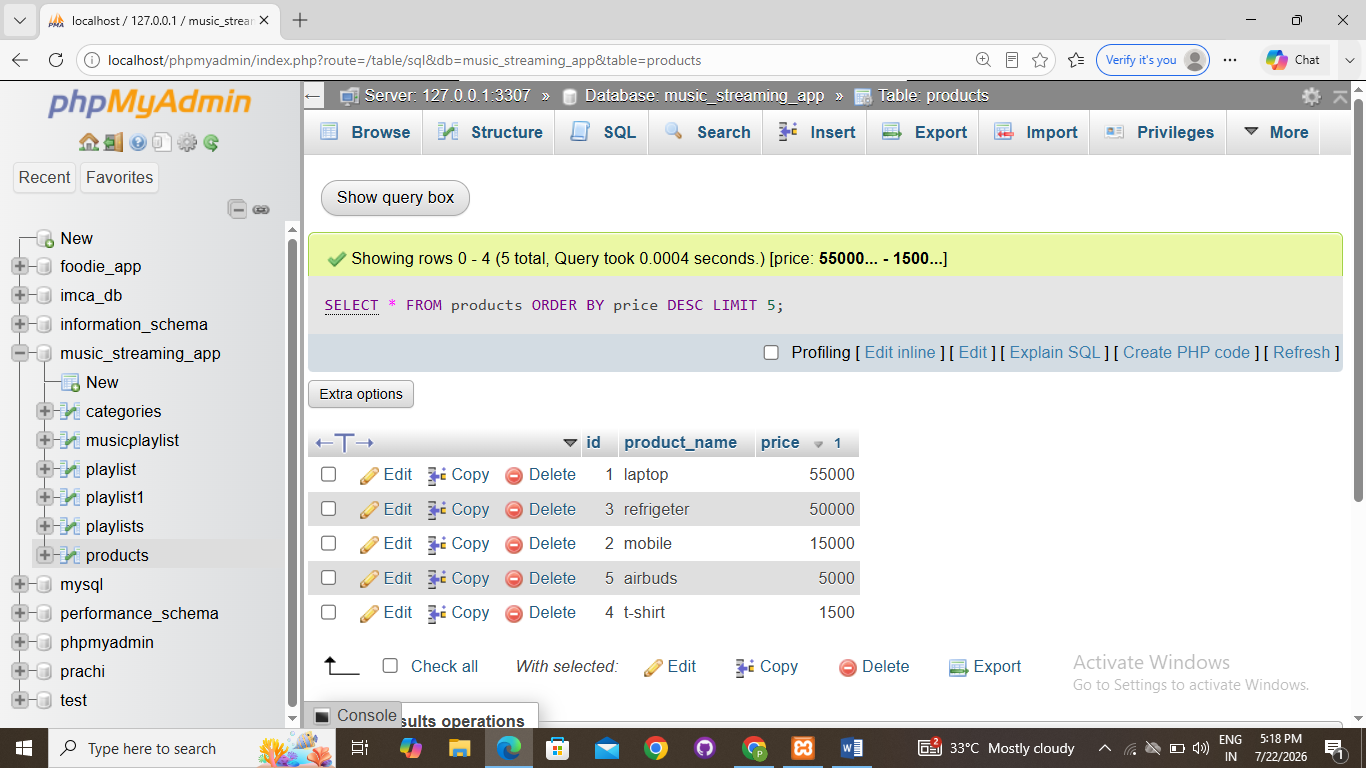 localhost / 127.0.0.1 / music_strear
localhost/phpmyadmin/index.php?route=/table/sql&db=music_streaming_app&table=products
Verify it's you
Chat
phpMyAdmin
Recent
Favorites
New
foodie_app
imca_db
information_schema
music_streaming_app
New
categories
musicplaylist
playlist
playlist1
playlists
products
mysql
performance_schema
phpmyadmin
prachi
test
Server: 127.0.0.1:3307 » Database: music_streaming_app » Table: products
Browse Structure SQL Search Insert Export Import Privileges More
Show query box
Showing rows 0 - 4 (5 total, Query took 0.0004 seconds.) [price: 55000... - 1500...]
SELECT * FROM products ORDER BY price DESC LIMIT 5;
Profiling [ Edit inline ] [ Edit ] [ Explain SQL ] [ Create PHP code ] [ Refresh ]
Extra options
id product_name price 1
Edit Copy Delete 1 laptop 55000
Edit Copy Delete 3 refrigeter 50000
Edit Copy Delete 2 mobile 15000
Edit Copy Delete 5 airbuds 5000
Edit Copy Delete 4 t-shirt 1500
Check all With selected: Edit Copy Delete Export
Activate Windows
Go to Settings to activate Windows.
Console
sults operations
Type here to search
2
33°C Mostly cloudy
ENG
IN
5:18 PM
7/22/2026
1